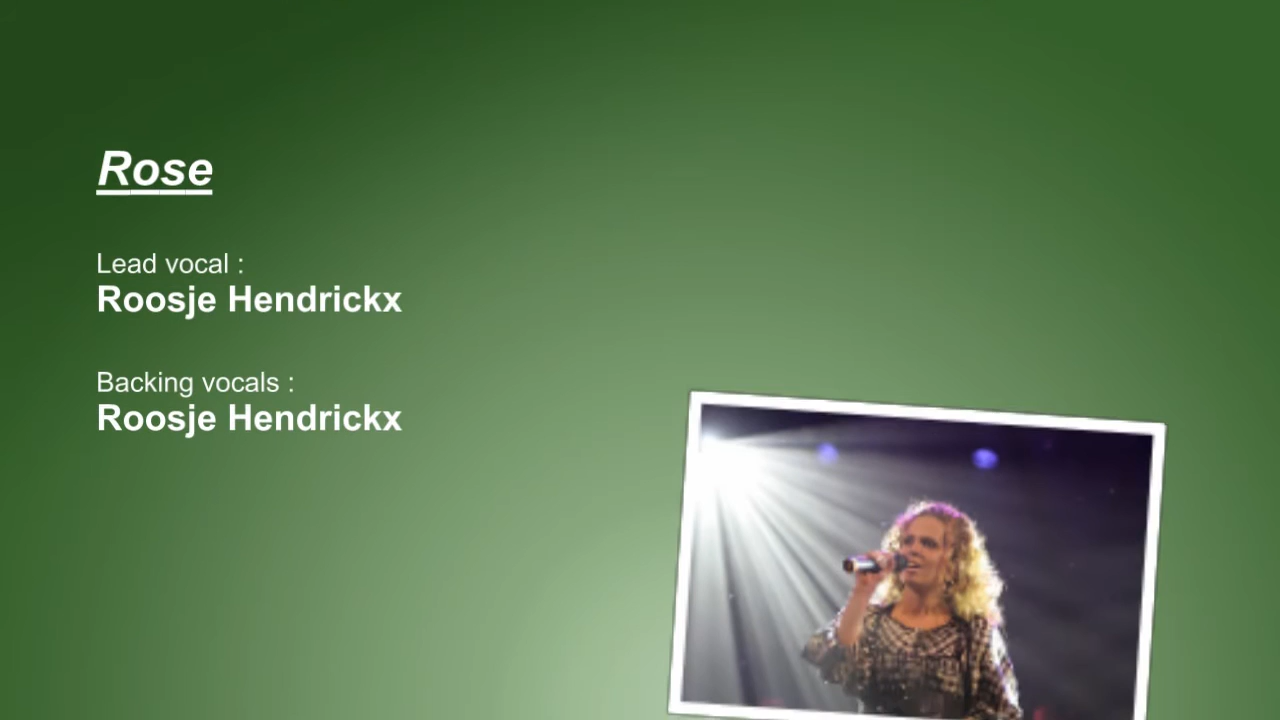 Rose
Lead vocal :
Roosje Hendrickx
Backing vocals :
Roosje Hendrickx